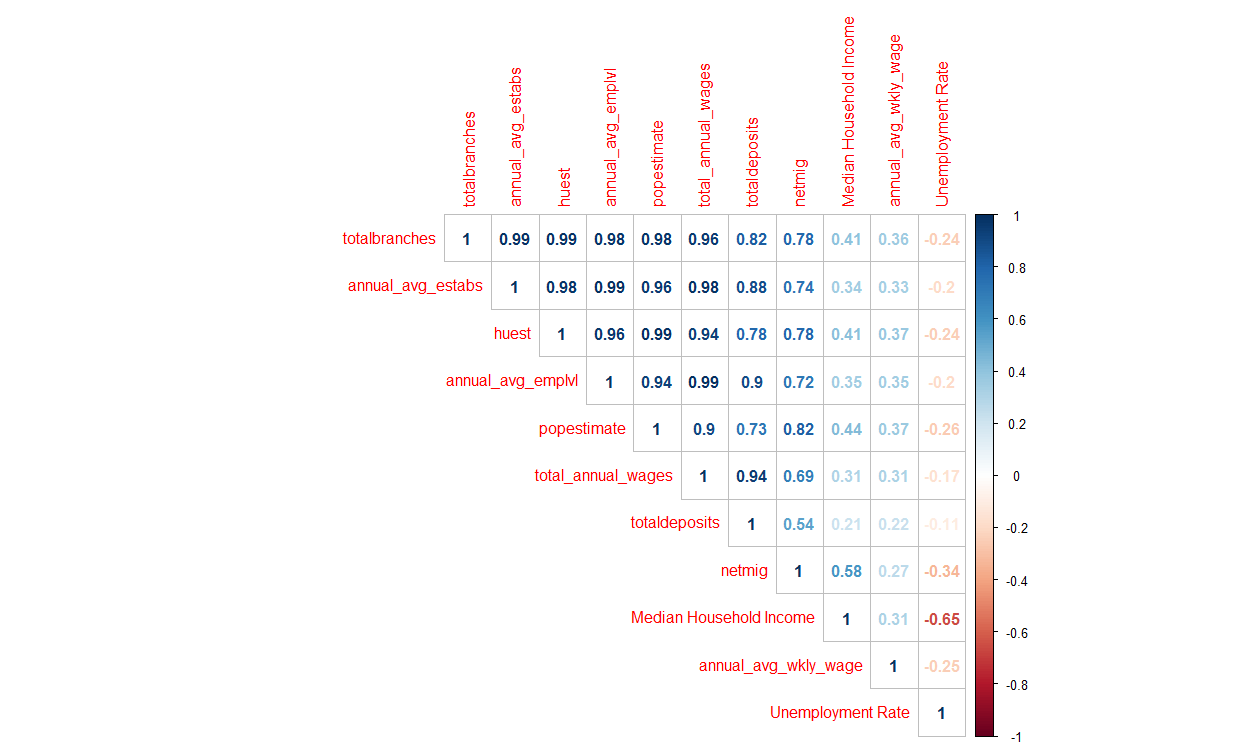 totalbranches
annual_avg_estabs
huest
annual_avg_emplvl
popestimate
total_annual_wages
totaldeposits
netmig
Median Household Income
annual_avg_wkly_wage
Unemployment Rate
totalbranches 1 0.99 0.99 0.98 0.98 0.96 0.82 0.78 0.41 0.36 -0.24
annual_avg_estabs 1 0.98 0.99 0.96 0.98 0.88 0.74 0.34 0.33 -0.2
huest 1 0.96 0.99 0.94 0.78 0.78 0.41 0.37 -0.24
annual_avg_emplvl 1 0.94 0.99 0.9 0.72 0.35 0.35 -0.2
popestimate 1 0.9 0.73 0.82 0.44 0.37 -0.26
total_annual_wages 1 0.94 0.69 0.31 0.31 -0.17
totaldeposits 1 0.54 0.21 0.22 -0.11
netmig 1 0.58 0.27 -0.34
Median Household Income 1 0.31 -0.65
annual_avg_wkly_wage 1 -0.25
Unemployment Rate 1
1
0.8
0.6
0.4
0.2
0
-0.2
-0.4
-0.6
-0.8
-1